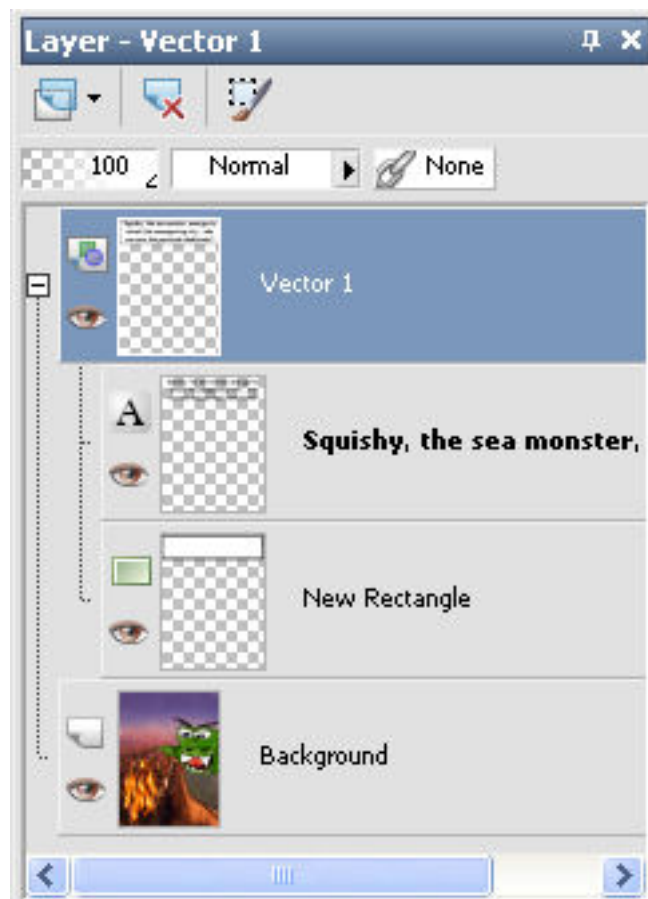 Layer - Vector 1
100 Normal None
Vector 1
A
Squishy, the sea monster,
New Rectangle
Background